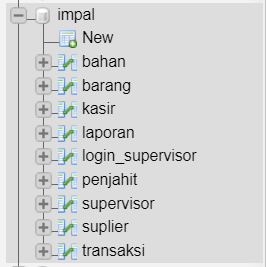 impal
New
bahan
barang
kasir
laporan
login_supervisor
penjahit
supervisor
suplier
transaksi